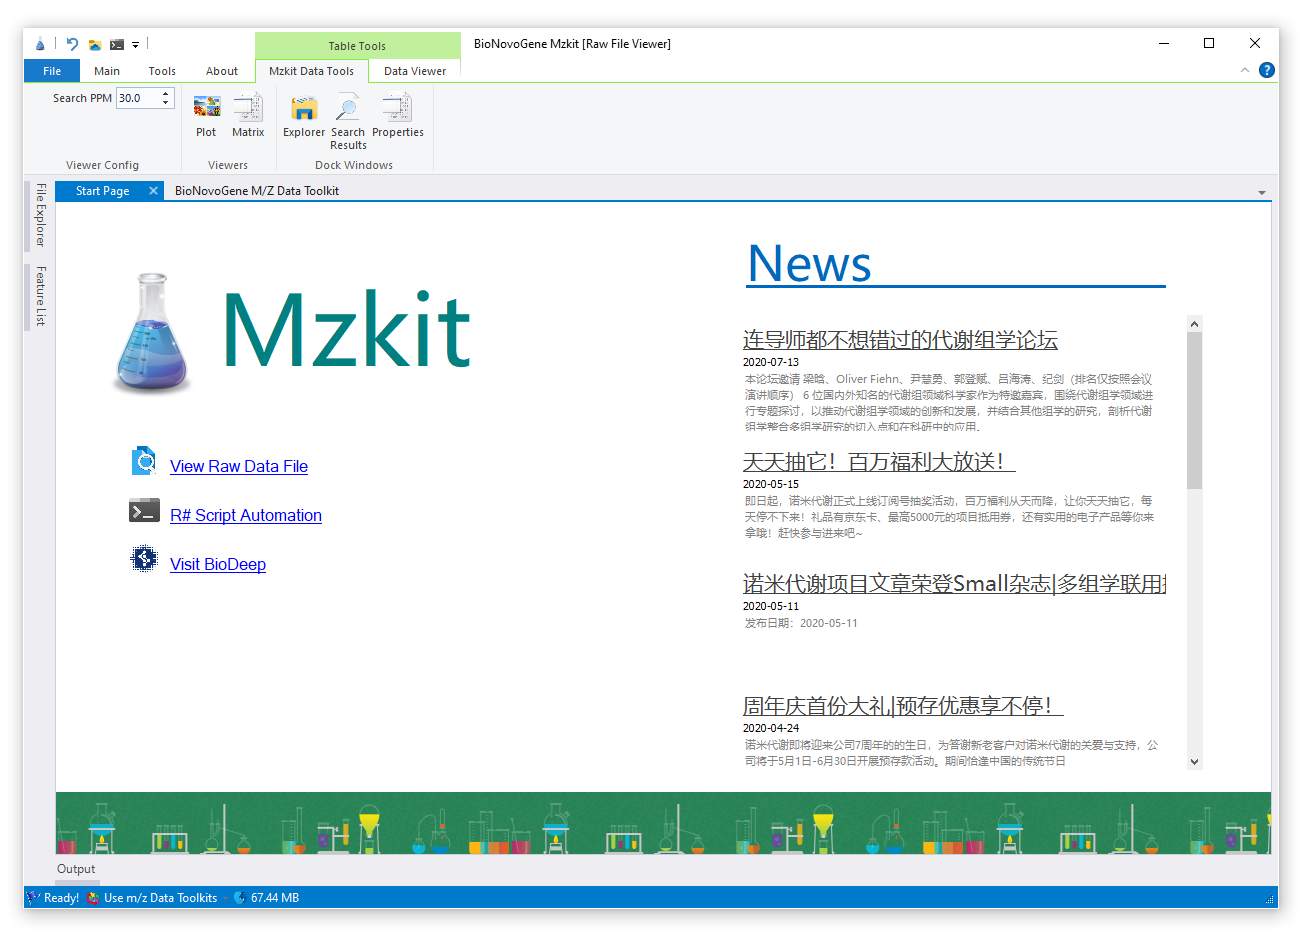 Table Tools
BioNovoGene Mzkit [Raw File Viewer]
File
Main
Tools
About
Mzkit Data Tools
Data Viewer
Search PPM 30.0
Plot
Matrix
Explorer
Search Results
Properties
Viewer Config
Viewers
Dock Windows
File Explorer
Feature List
Start Page
BioNovoGene M/Z Data Toolkit
Mzkit
View Raw Data File
R# Script Automation
Visit BioDeep
News
连导师都不想错过的代谢组学论坛
2020-07-13
本论坛邀请 梁晗、Oliver Fiehn、尹慧勇、郭登赋、吕海涛、纪剑（排名仅按照会议
演讲顺序） 6 位国内外知名的代谢组领域科学家作为特邀嘉宾，围绕代谢组学领域进
行专题探讨，以推动代谢组学领域的创新和发展，并结合其他组学的研究，剖析代谢
组学整合多组学研究的切入点和在科研中的应用。
天天抽它！百万福利大放送！
2020-05-15
即日起，诺米代谢正式上线订阅号抽奖活动，百万福利从天而降，让你天天抽它，每
天停不下来！礼品有京东卡、最高5000元的项目抵用券，还有实用的电子产品等你来
拿哦！赶快参与进来吧~
诺米代谢项目文章荣登Small杂志|多组学联用
2020-05-11
发布日期：2020-05-11
周年庆首份大礼|预存优惠享不停！
2020-04-24
诺米代谢即将迎来公司7周年的的生日，为答谢新老客户对诺米代谢的关爱与支持，公
司将于5月1日-6月30日开展预存款活动。期间恰逢中国的传统节日
Output
Ready!
Use m/z Data Toolkits
67.44 MB